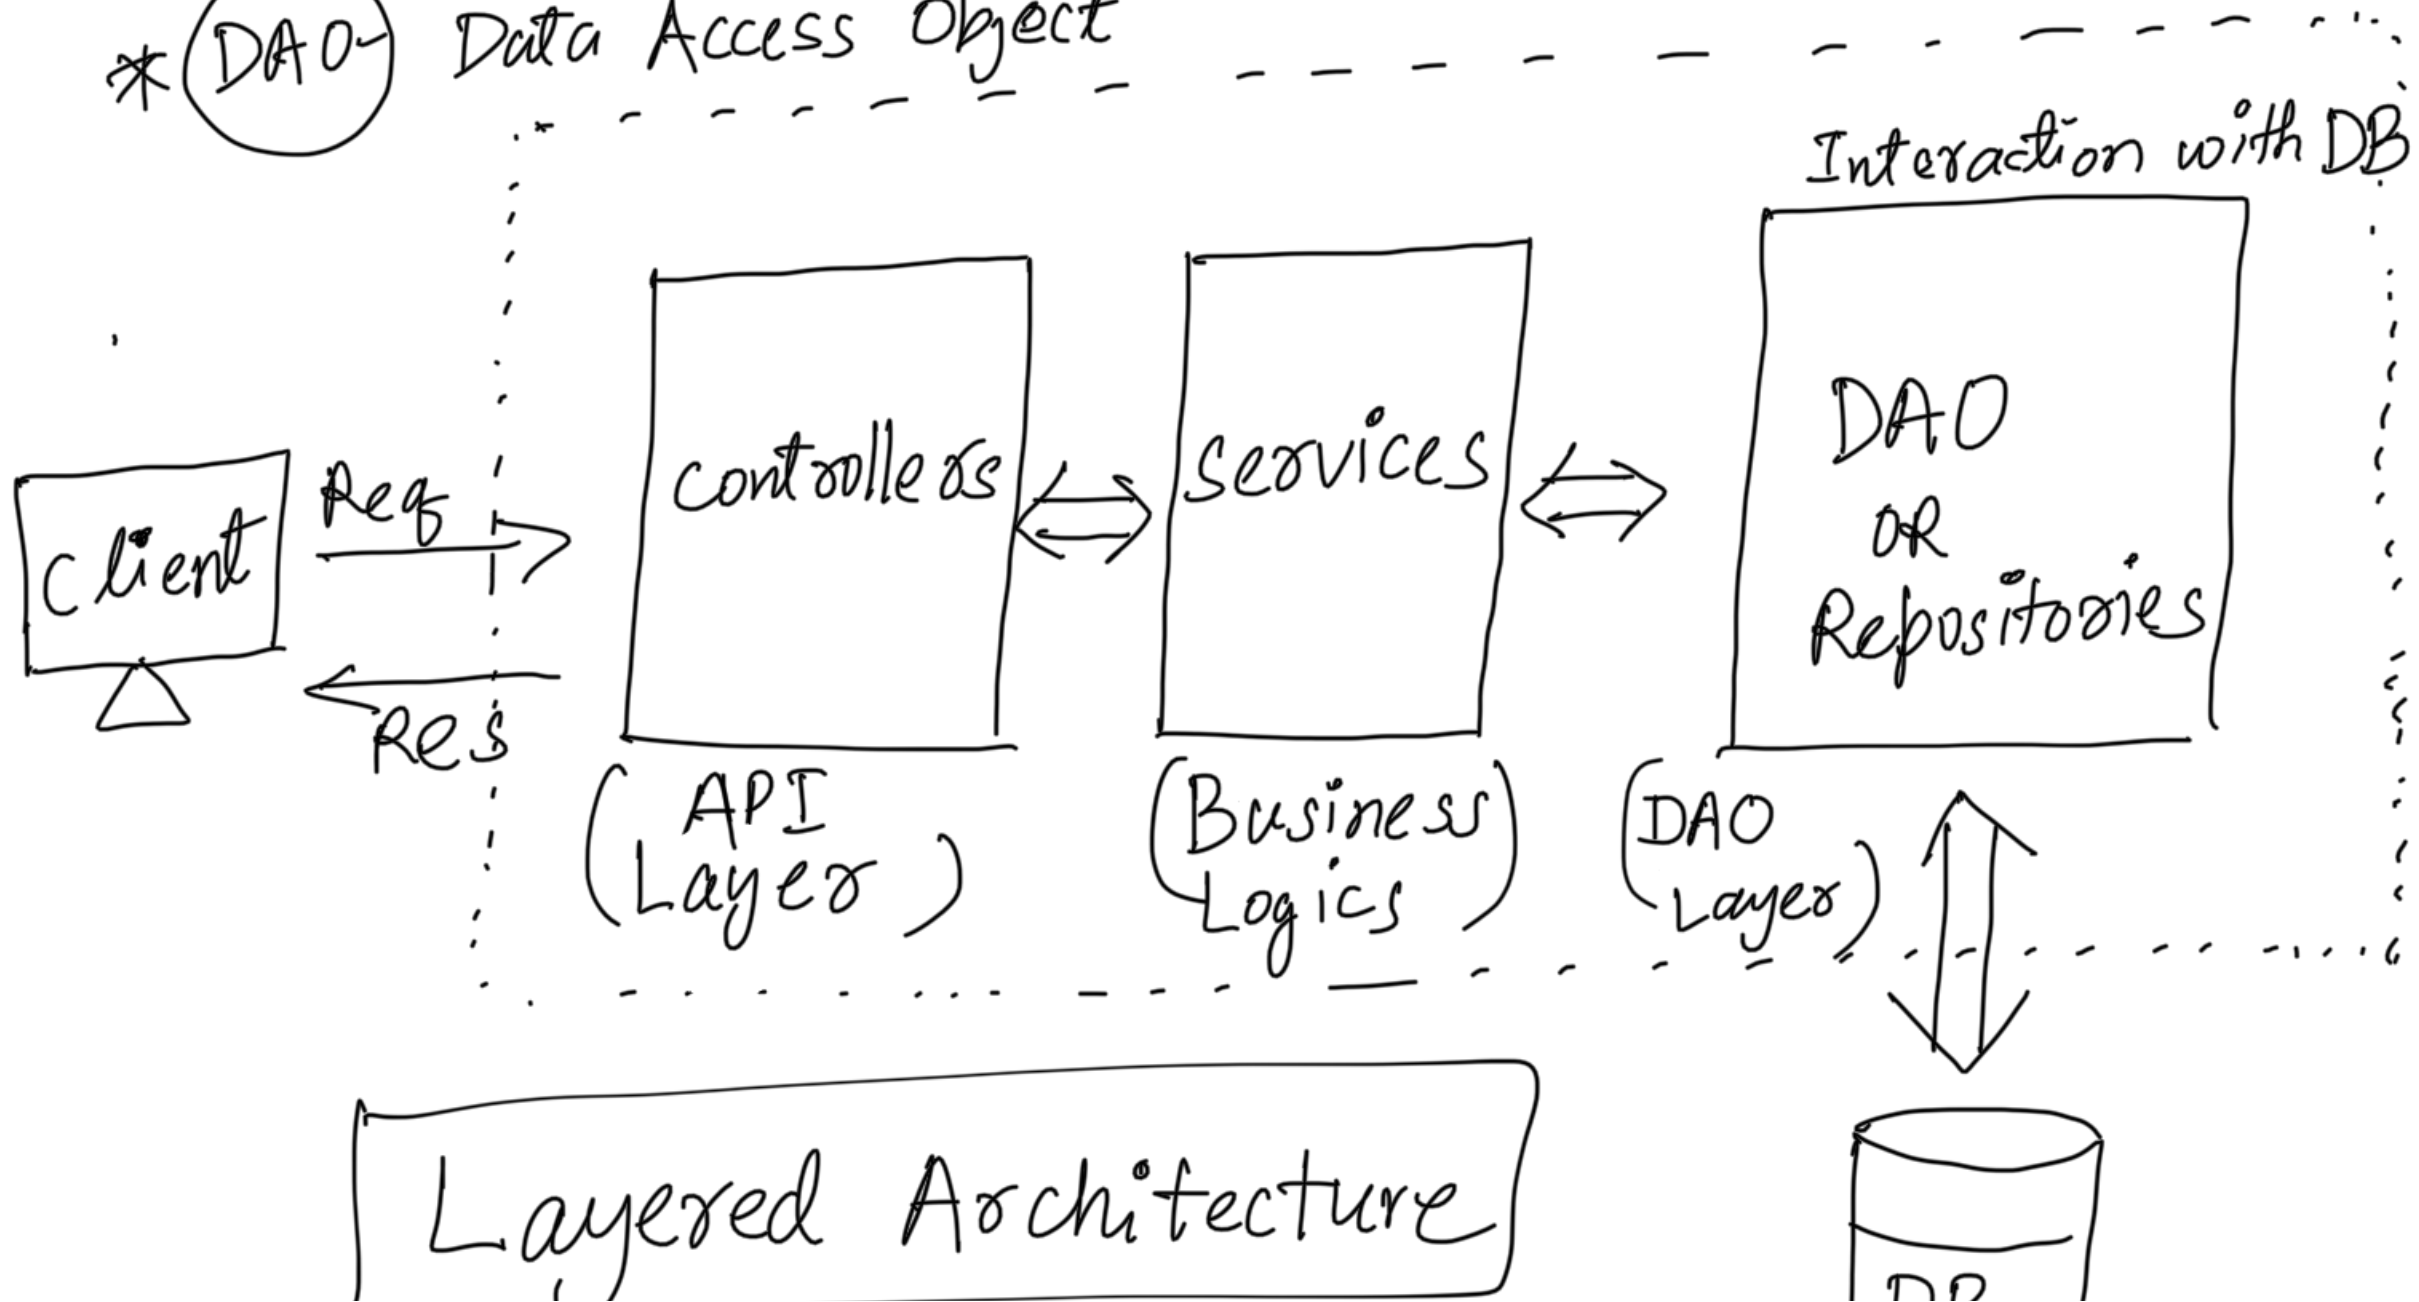 * DAO- Data Access Object
Interaction with DB
Client
Req
Res
controllers
services
DAO
OR
Repositories
(API
Layer)
(Business
Logics)
(DAO
Layer)
Layered Architecture
DB